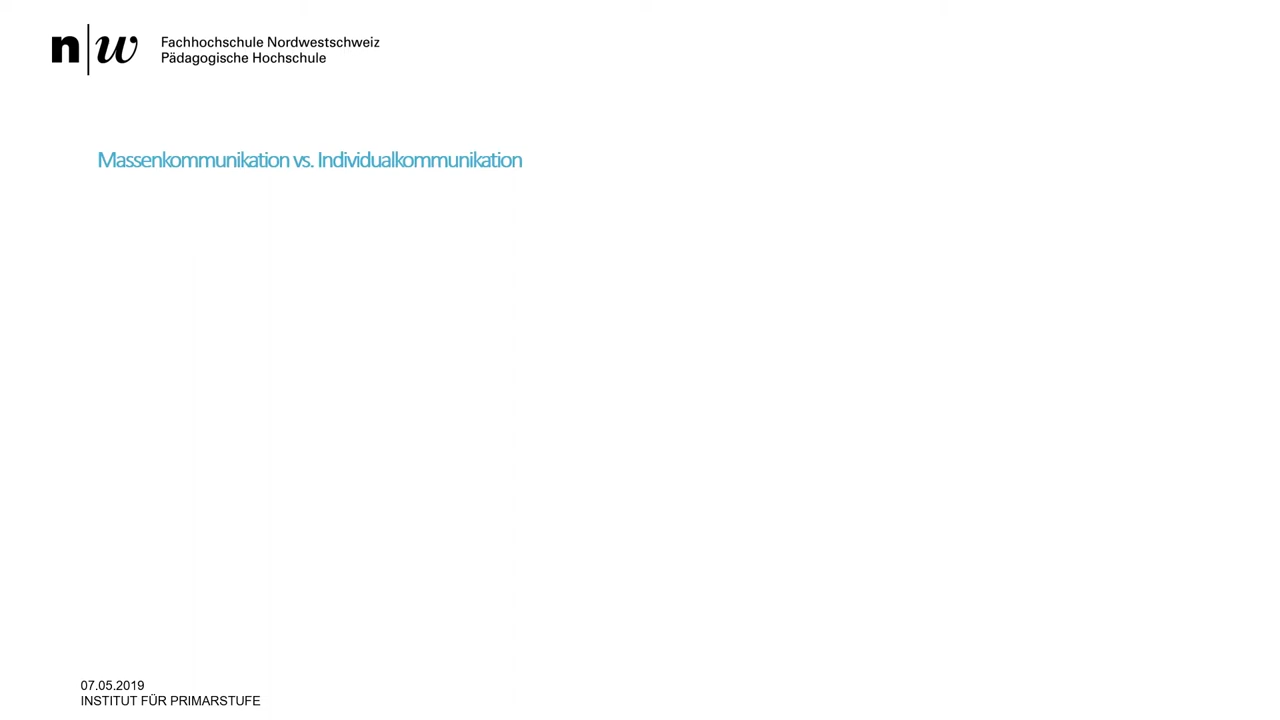 n|w Fachhochschule Nordwestschweiz
Pädagogische Hochschule
Massenkommunikation vs. Individualkommunikation
07.05.2019
INSTITUT FÜR PRIMARSTUFE